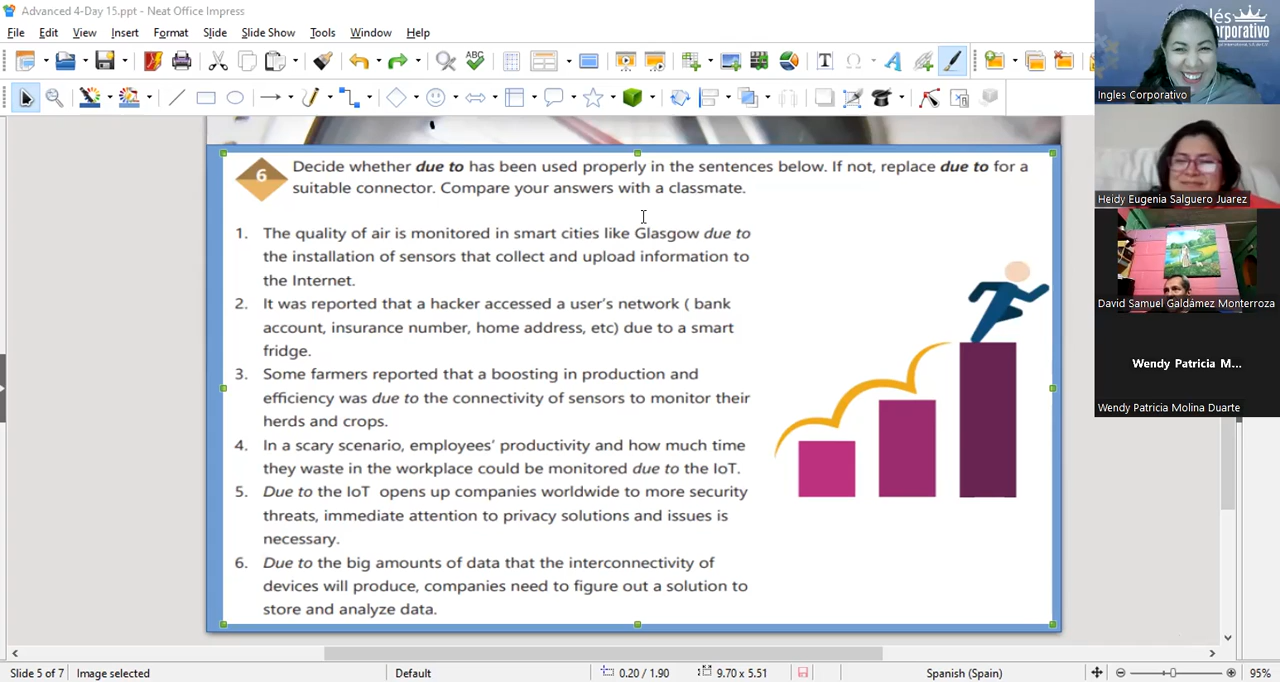 Advanced 4-Day 15.ppt - Neat Office Impress
File Edit View Insert Format Slide Slide Show Tools Window Help
6 Decide whether due to has been used properly in the sentences below. If not, replace due to for a
suitable connector. Compare your answers with a classmate.
1. The quality of air is monitored in smart cities like Glasgow due to
the installation of sensors that collect and upload information to
the Internet.
2. It was reported that a hacker accessed a user's network ( bank
account, insurance number, home address, etc) due to a smart
fridge.
3. Some farmers reported that a boosting in production and
efficiency was due to the connectivity of sensors to monitor their
herds and crops.
4. In a scary scenario, employees' productivity and how much time
they waste in the workplace could be monitored due to the IoT.
5. Due to the IoT opens up companies worldwide to more security
threats, immediate attention to privacy solutions and issues is
necessary.
6. Due to the big amounts of data that the interconnectivity of
devices will produce, companies need to figure out a solution to
store and analyze data.
Ingles Corporativo
Heidy Eugenia Salguero Juarez
David Samuel Galdámez Monterroza
Wendy Patricia M...
Wendy Patricia Molina Duarte
Slide 5 of 7 Image selected Default 0.20 / 1.90 9.70 x 5.51 Spanish (Spain) 95%